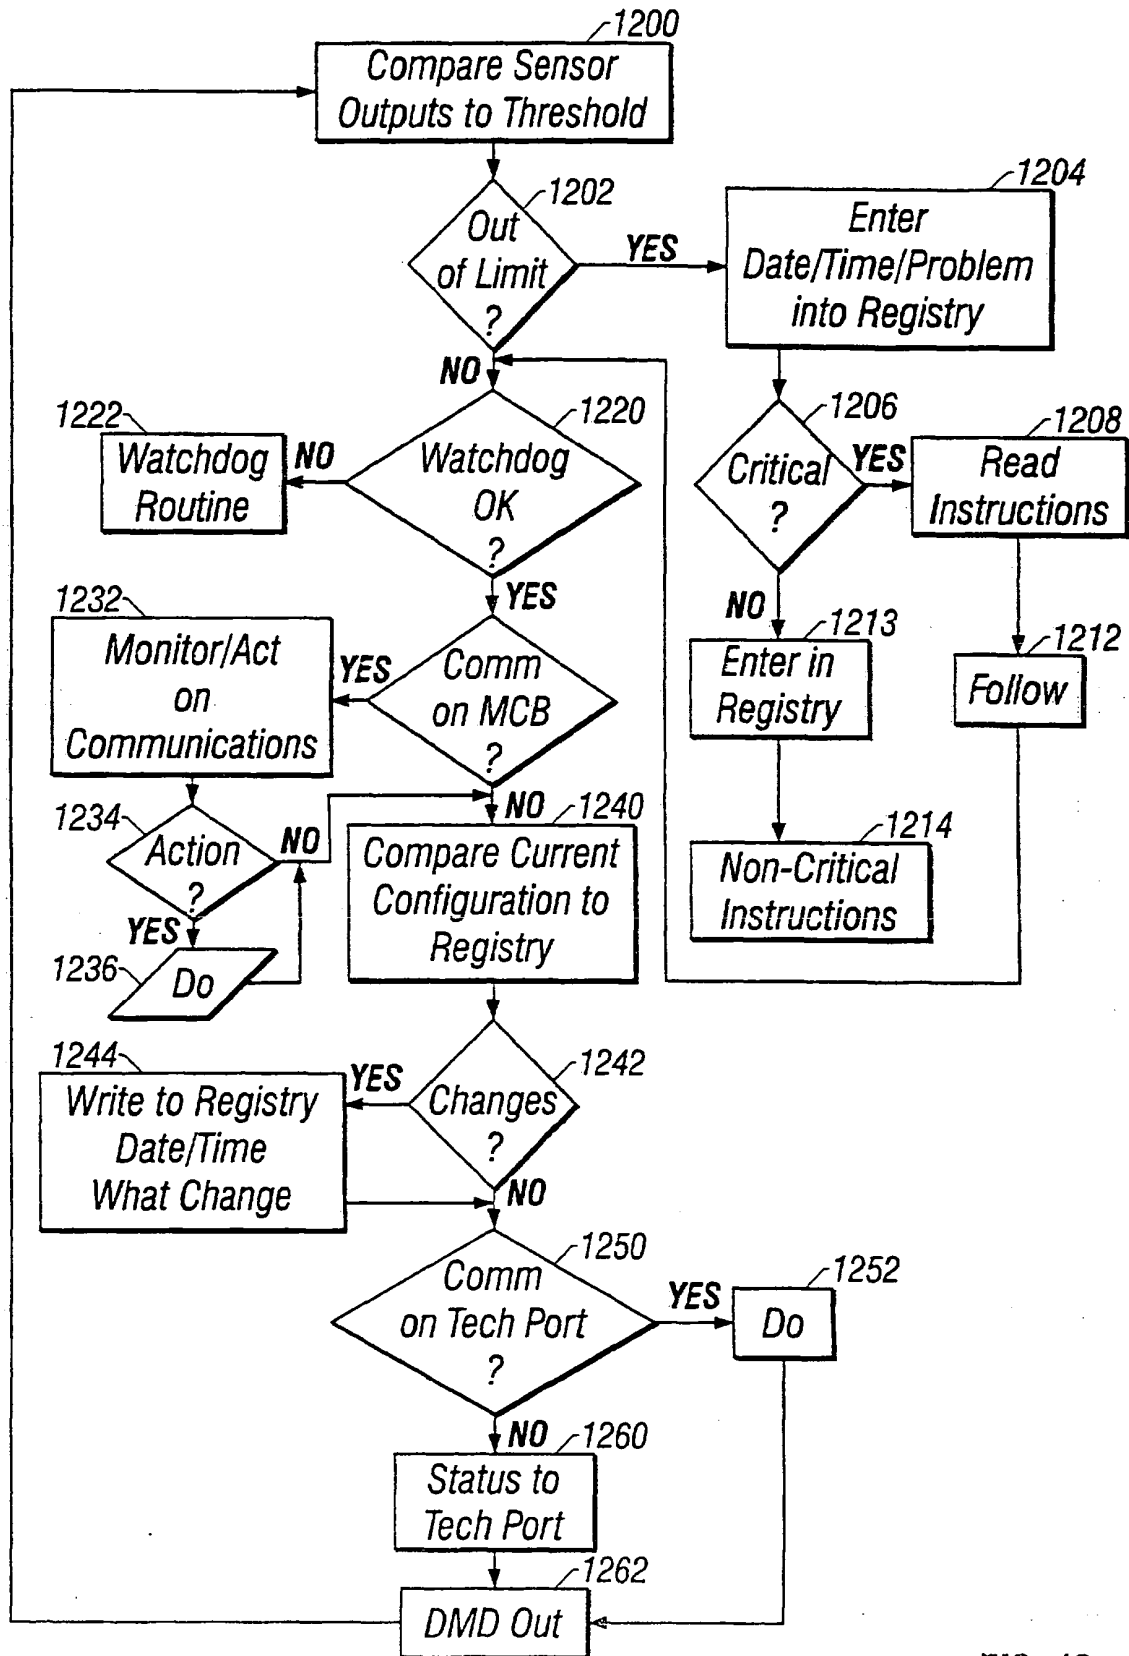 1200
Compare Sensor
Outputs to Threshold
1202
Out
of Limit
?
YES
1204
Enter
Date/Time/Problem
into Registry
NO
1206
Critical
?
YES
1208
Read
Instructions
1220
Watchdog
OK
?
NO
1222
Watchdog
Routine
YES
NO
1213
Enter in
Registry
1212
Follow
1232
Monitor/Act
on
Communications
YES
Comm
on MCB
?
NO
1214
Non-Critical
Instructions
1234
Action
?
NO
YES
1236
Do
1240
Compare Current
Configuration to
Registry
1242
Changes
?
YES
1244
Write to Registry
Date/Time
What Change
NO
1250
Comm
on Tech Port
?
YES
1252
Do
NO
1260
Status to
Tech Port
1262
DMD Out